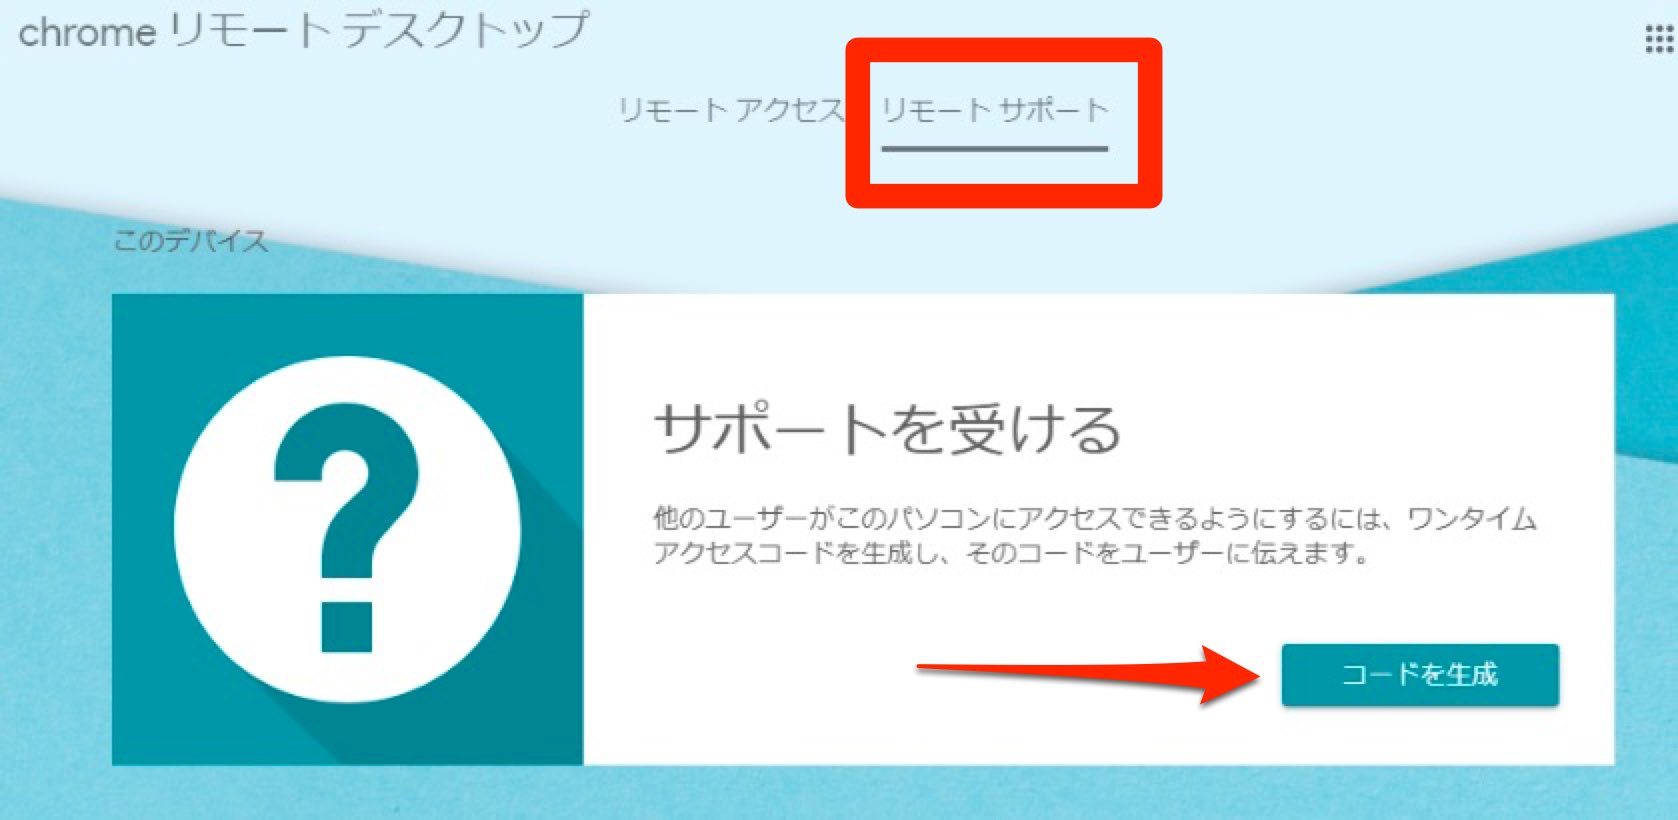 chrome リモート デスクトップ
リモート アクセス リモート サポート
このデバイス
サポートを受ける
他のユーザーがこのパソコンにアクセスできるようにするには、ワンタイム
アクセスコードを生成し、そのコードをユーザーに伝えます。
コードを生成